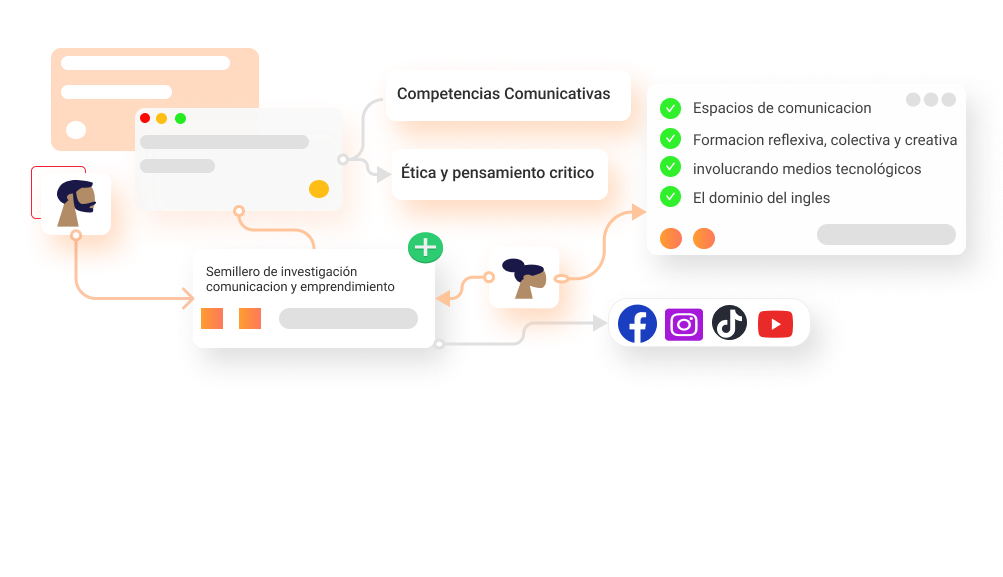 Competencias Comunicativas
Ética y pensamiento critico
Espacios de comunicacion
Formacion reflexiva, colectiva y creativa
involucrando medios tecnológicos
El dominio del ingles
Semillero de investigación
comunicacion y emprendimiento